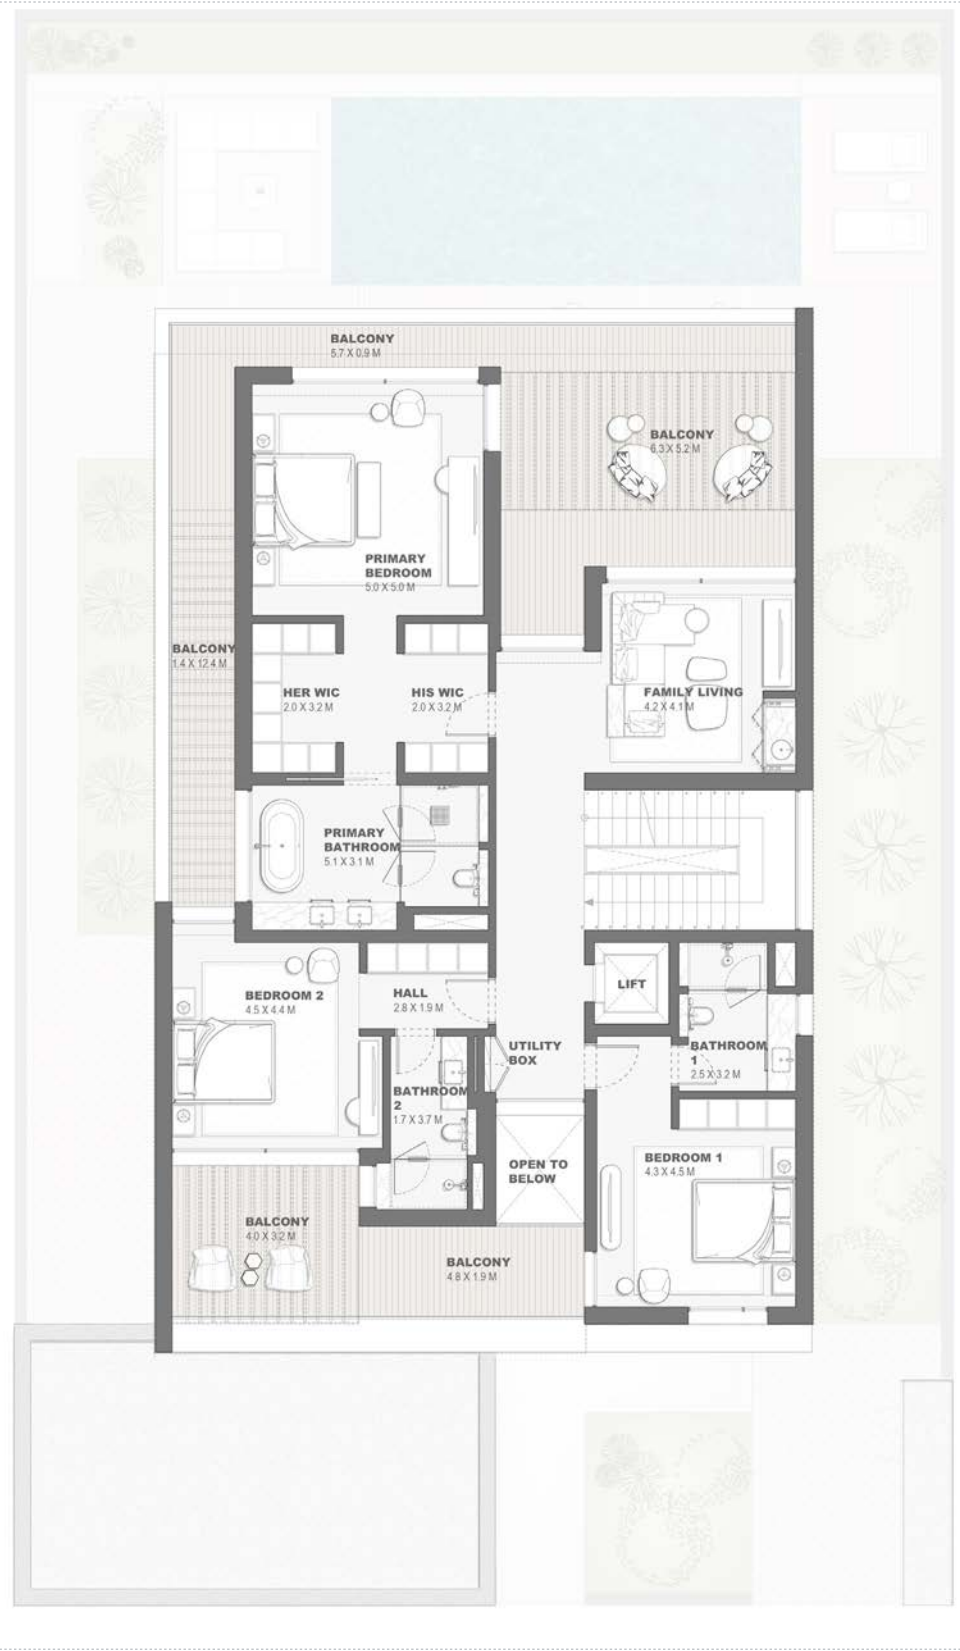 BALCONY
5.7 X 0.9 M
BALCONY
6.3 X 5.2 M
PRIMARY
BEDROOM
5.0 X 5.0 M
BALCONY
1.4 X 12.4 M
HER WIC
2.0 X 3.2 M
HIS WIC
2.0 X 3.2 M
FAMILY LIVING
4.2 X 4.1 M
PRIMARY
BATHROOM
5.1 X 3.1 M
BEDROOM 2
4.5 X 4.4 M
HALL
2.8 X 1.9 M
LIFT
UTILITY
BOX
BATHROOM
1
2.5 X 3.2 M
BATHROOM
2
1.7 X 3.7 M
OPEN TO
BELOW
BEDROOM 1
4.3 X 4.5 M
BALCONY
4.0 X 3.2 M
BALCONY
4.8 X 1.9 M